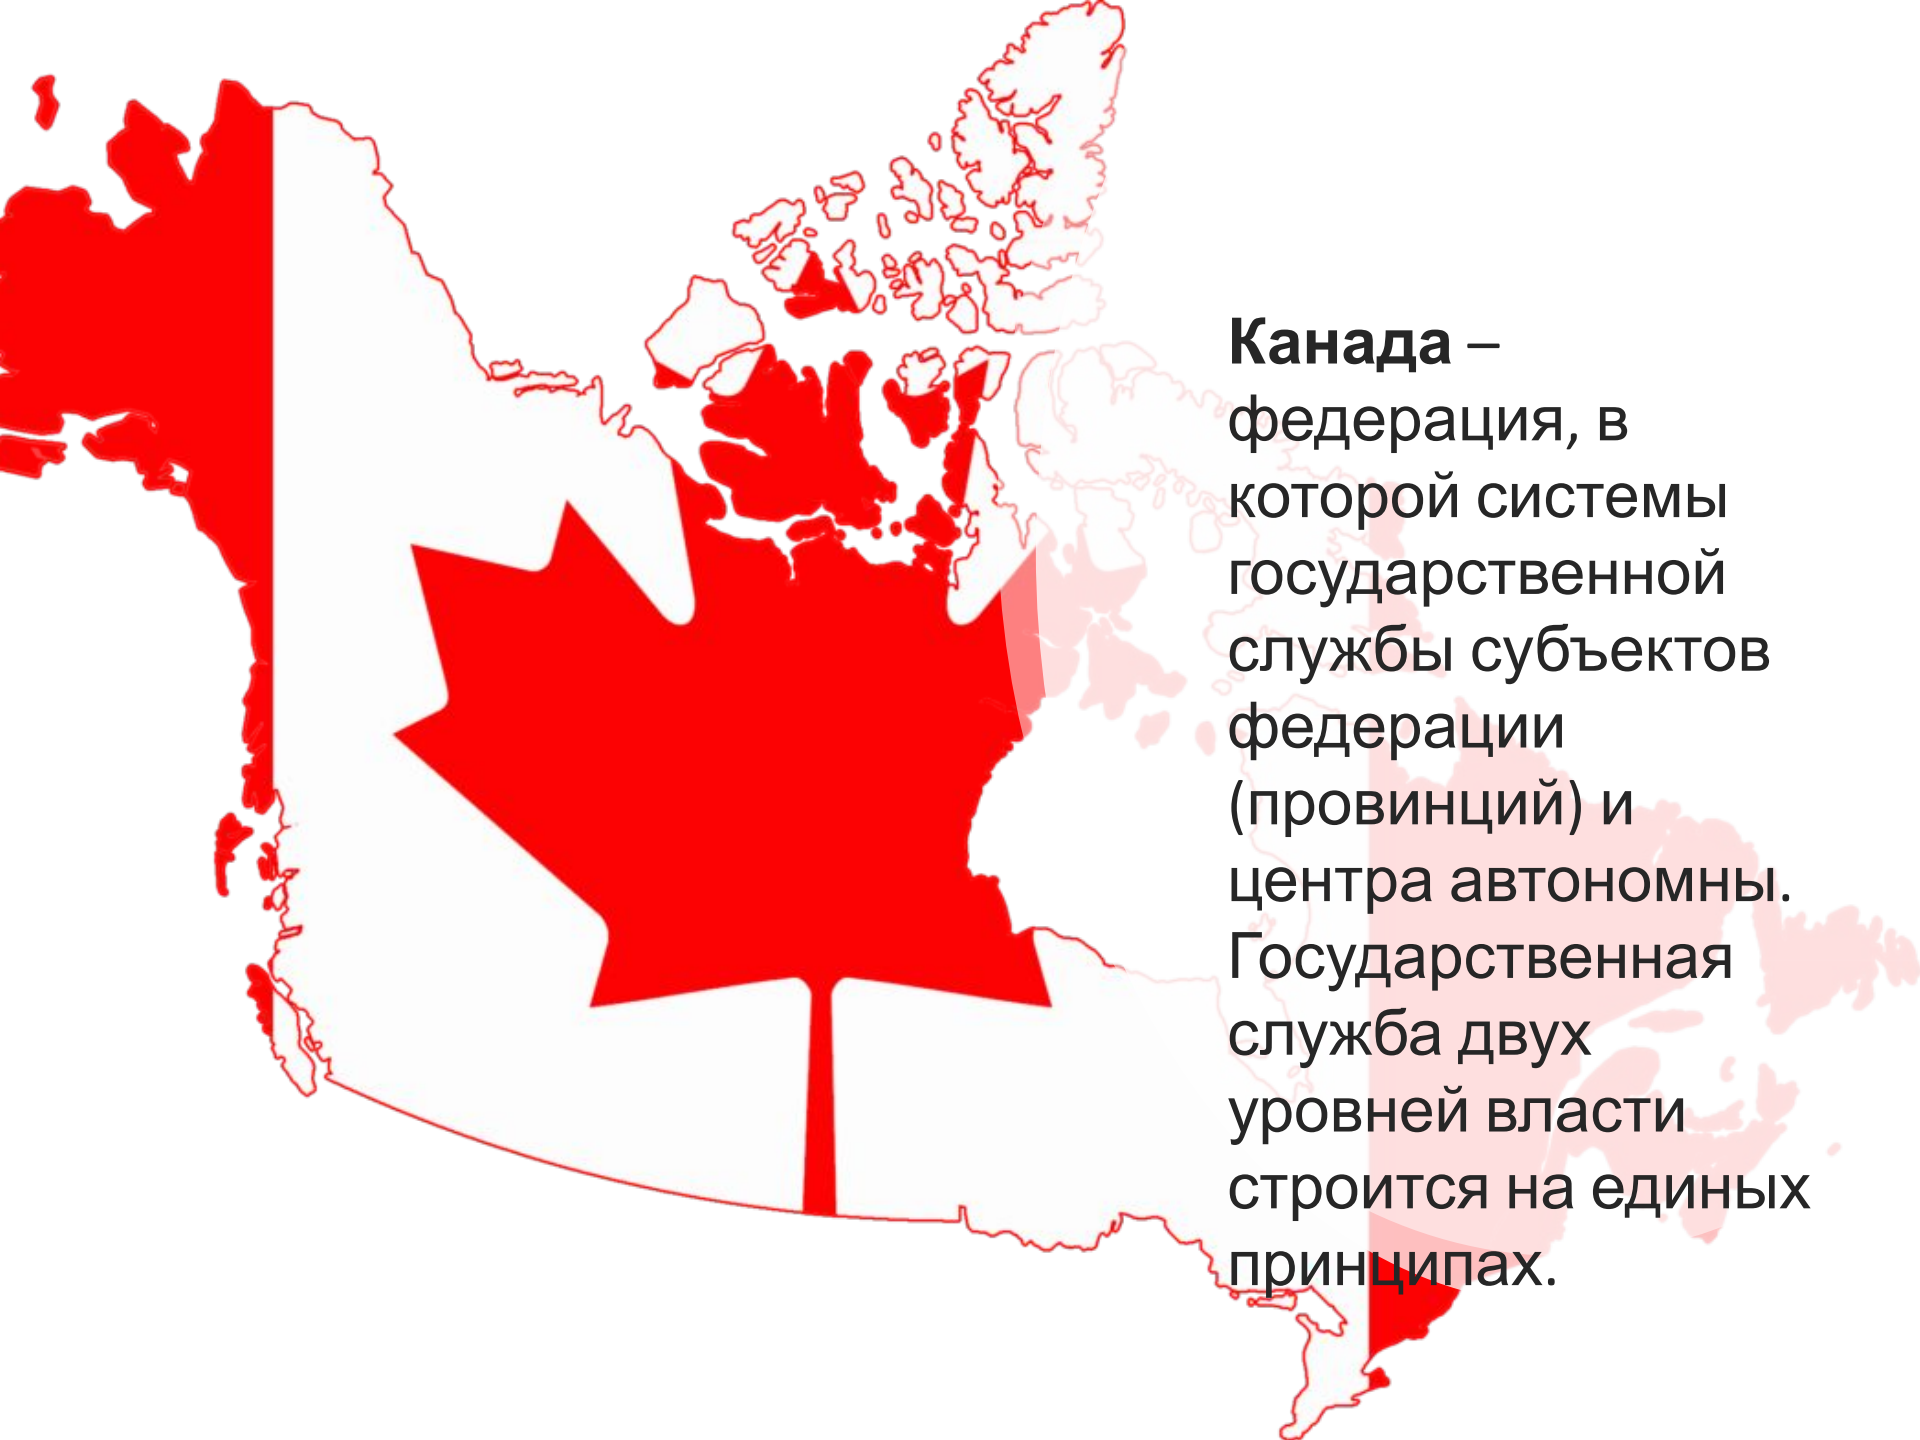 Канада –
федерация, в
которой системы
государственной
службы субъектов
федерации
(провинций) и
центра автономны.
Государственная
служба двух
уровней власти
строится на единых
принципах.